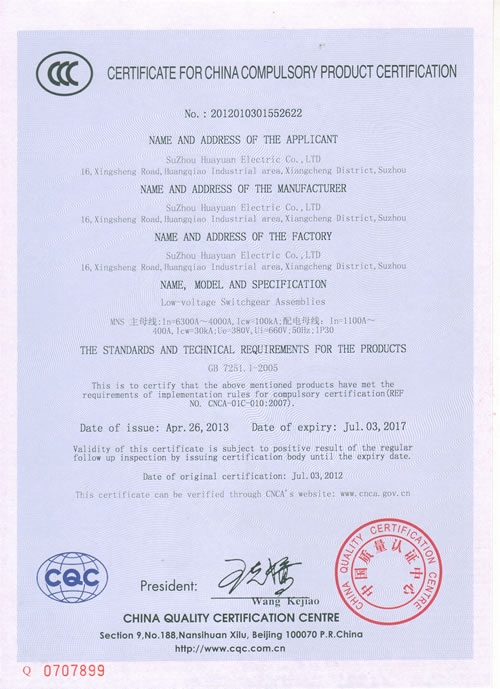 CCC
CERTIFICATE FOR CHINA COMPULSORY PRODUCT CERTIFICATION
No.: 2012010301552622
NAME AND ADDRESS OF THE APPLICANT
SuZhou Huayuan Electric Co.,LTD
16,Xingsheng Road,Huangqiao Industrial area,Xiangcheng District,Suzhou
NAME AND ADDRESS OF THE MANUFACTURER
SuZhou Huayuan Electric Co.,LTD
16,Xingsheng Road,Huangqiao Industrial area,Xiangcheng District,Suzhou
NAME AND ADDRESS OF THE FACTORY
SuZhou Huayuan Electric Co.,LTD
16,Xingsheng Road,Huangqiao Industrial area,Xiangcheng District,Suzhou
NAME, MODEL AND SPECIFICATION
Low-voltage Switchgear Assemblies
MNS 主母线:In=6300A～4000A,Icw=100kA;配电母线：In=1100A～
400A,Icw=30kA;Ue=380V,Ui=660V;50Hz;IP30
THE STANDARDS AND TECHNICAL REQUIREMENTS FOR THE PRODUCTS
GB 7251.1-2005
This is to certify that the above mentioned products have met the
requirements of implementation rules for compulsory certification(REF
NO. CNCA-01C-010:2007).
Date of issue: Apr.26,2013 Date of expiry: Jul.03,2017
Validity of this certificate is subject to positive result of the regular
follow up inspection by issuing certification body until the expiry date.
Date of original certification: Jul.03,2012
This certificate can be verified through CNCA's website: www.cnca.gov.cn
CQC
President:
Wang Kejiao
CHINA QUALITY CERTIFICATION CENTRE
中国质量认证中心
CHINA QUALITY CERTIFICATION CENTRE
Section 9,No.188,Nansihuan Xilu, Beijing 100070 P.R.China
http://www.cqc.com.cn
Q 0707899